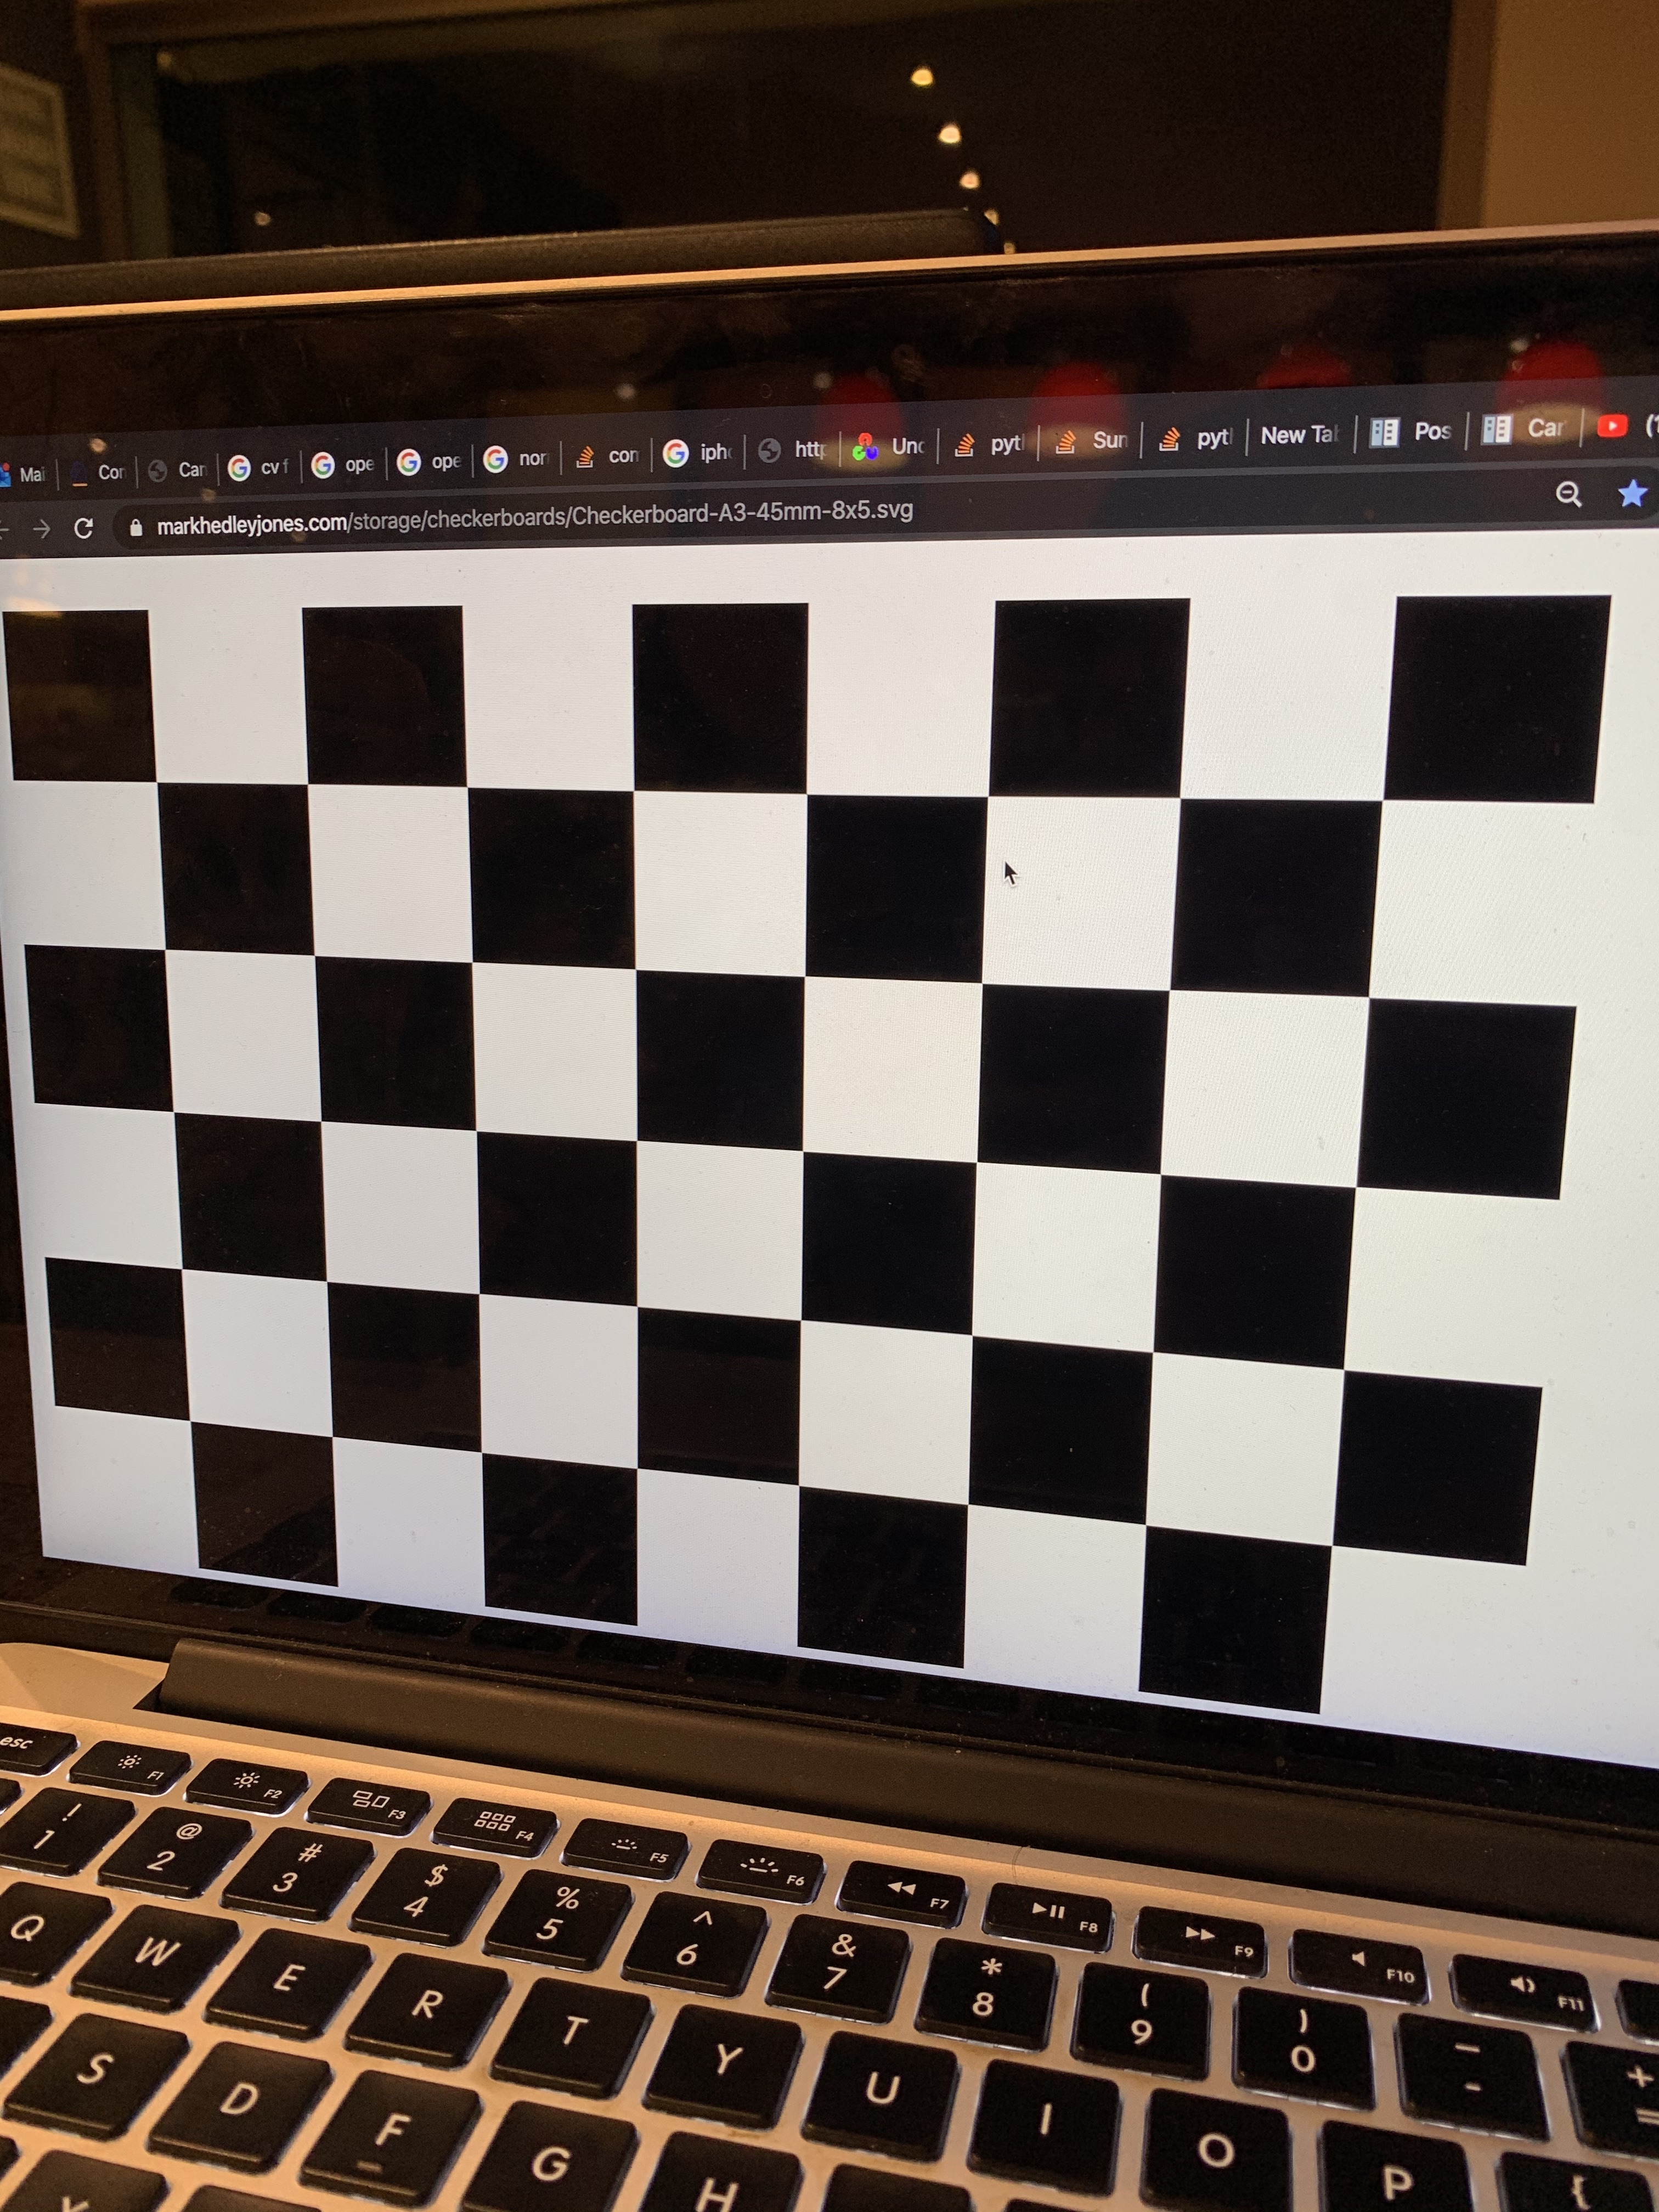 Mai Cor Car cv f ope ope nor cor iph http Unc pyt Sun pyt New Tab Pos Car (1
markhedleyjones.com/storage/checkerboards/Checkerboard-A3-45mm-8x5.svg
esc F1 F2 F3 F4 F5 F6 F7 F8 F9 F10 F11
! @ # $ % ^ & * ( ) _ +
1 2 3 4 5 6 7 8 9 0 - =
Q W E R T Y U I O P {
S D F G H